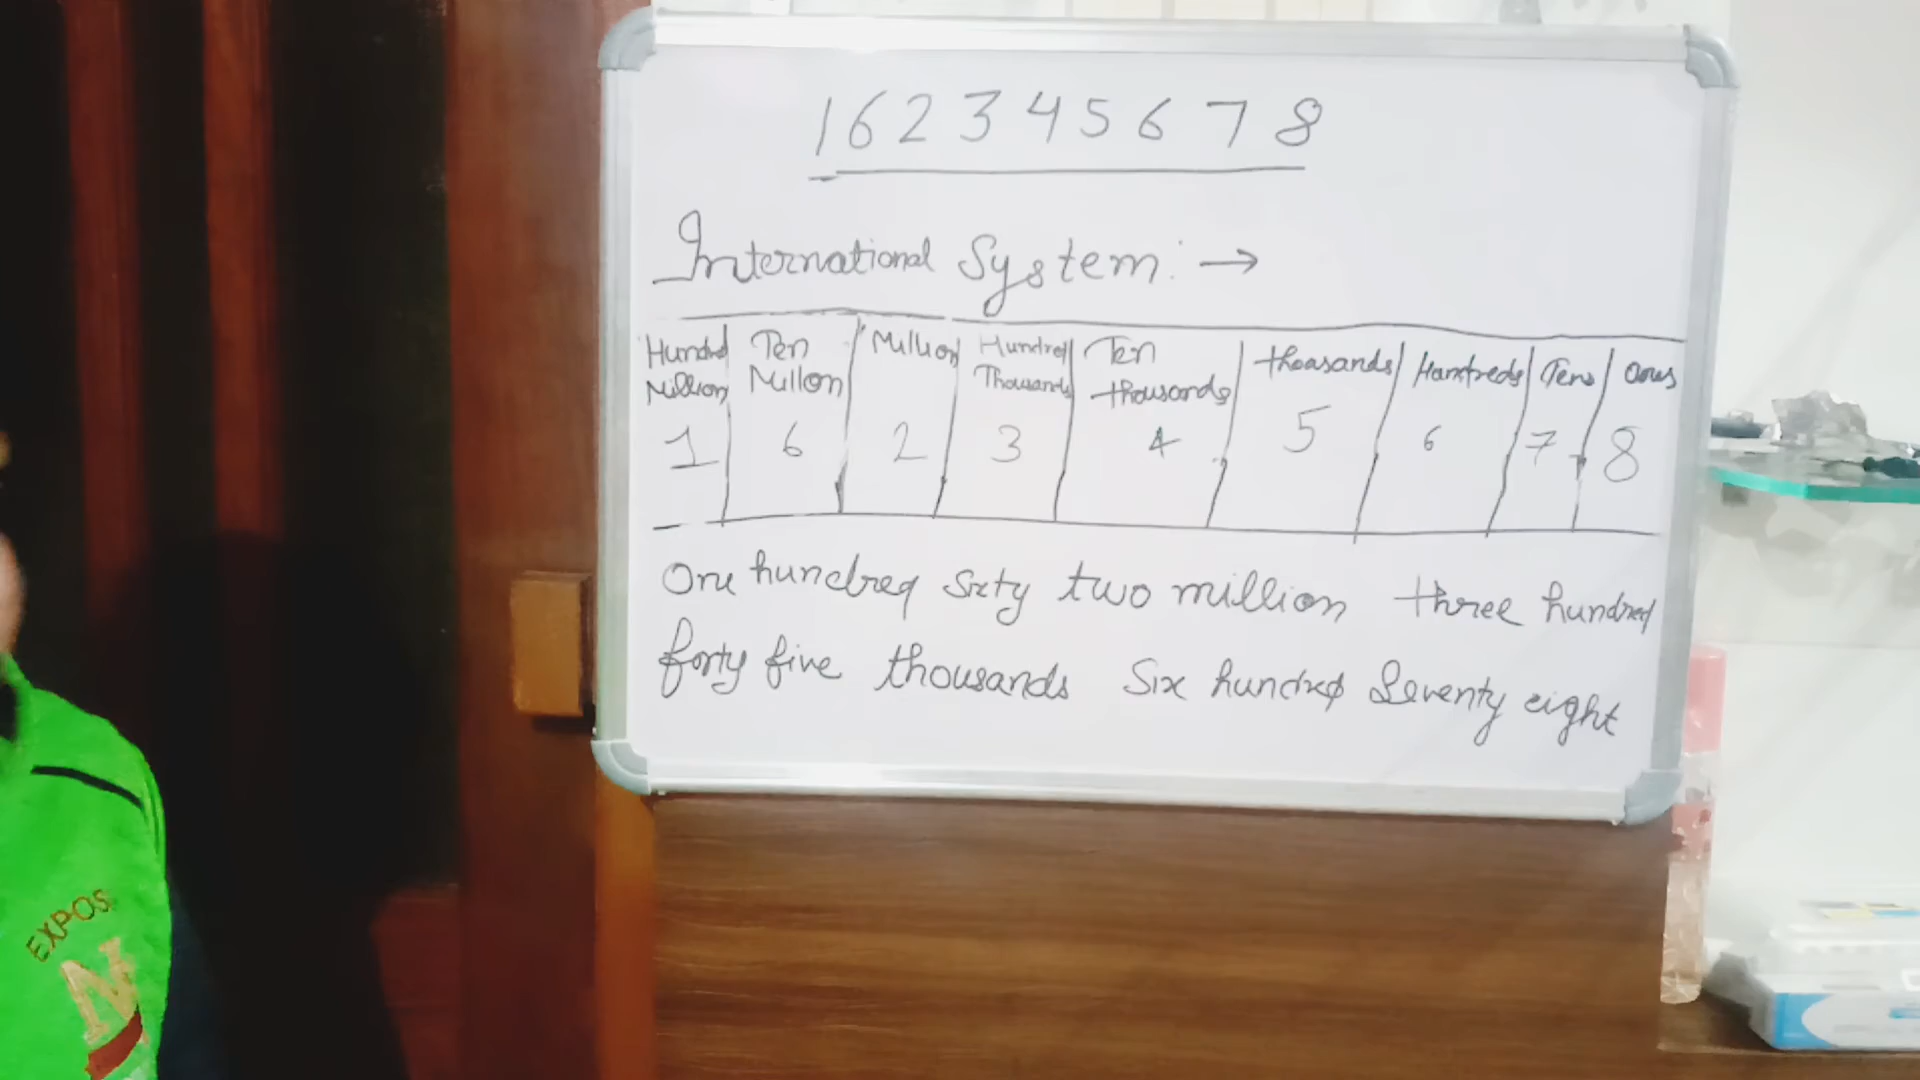 162345678
International System: →
Hundred Million Ten Millon Million Hundred Thousands Ten thousands thousands Hundreds Tens Ones
1 6 2 3 4 5 6 7 8
One hundred Sixty two million three hundred
forty five thousands Six hundred Seventy eight
EXPOS
N